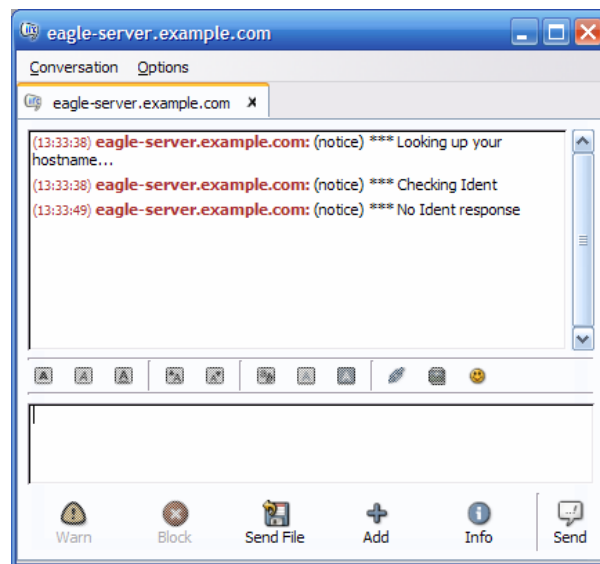 eagle-server.example.com
Conversation Options
eagle-server.example.com x
(13:33:38) eagle-server.example.com: (notice) *** Looking up your
hostname...
(13:33:38) eagle-server.example.com: (notice) *** Checking Ident
(13:33:49) eagle-server.example.com: (notice) *** No Ident response
Warn Block Send File Add Info Send